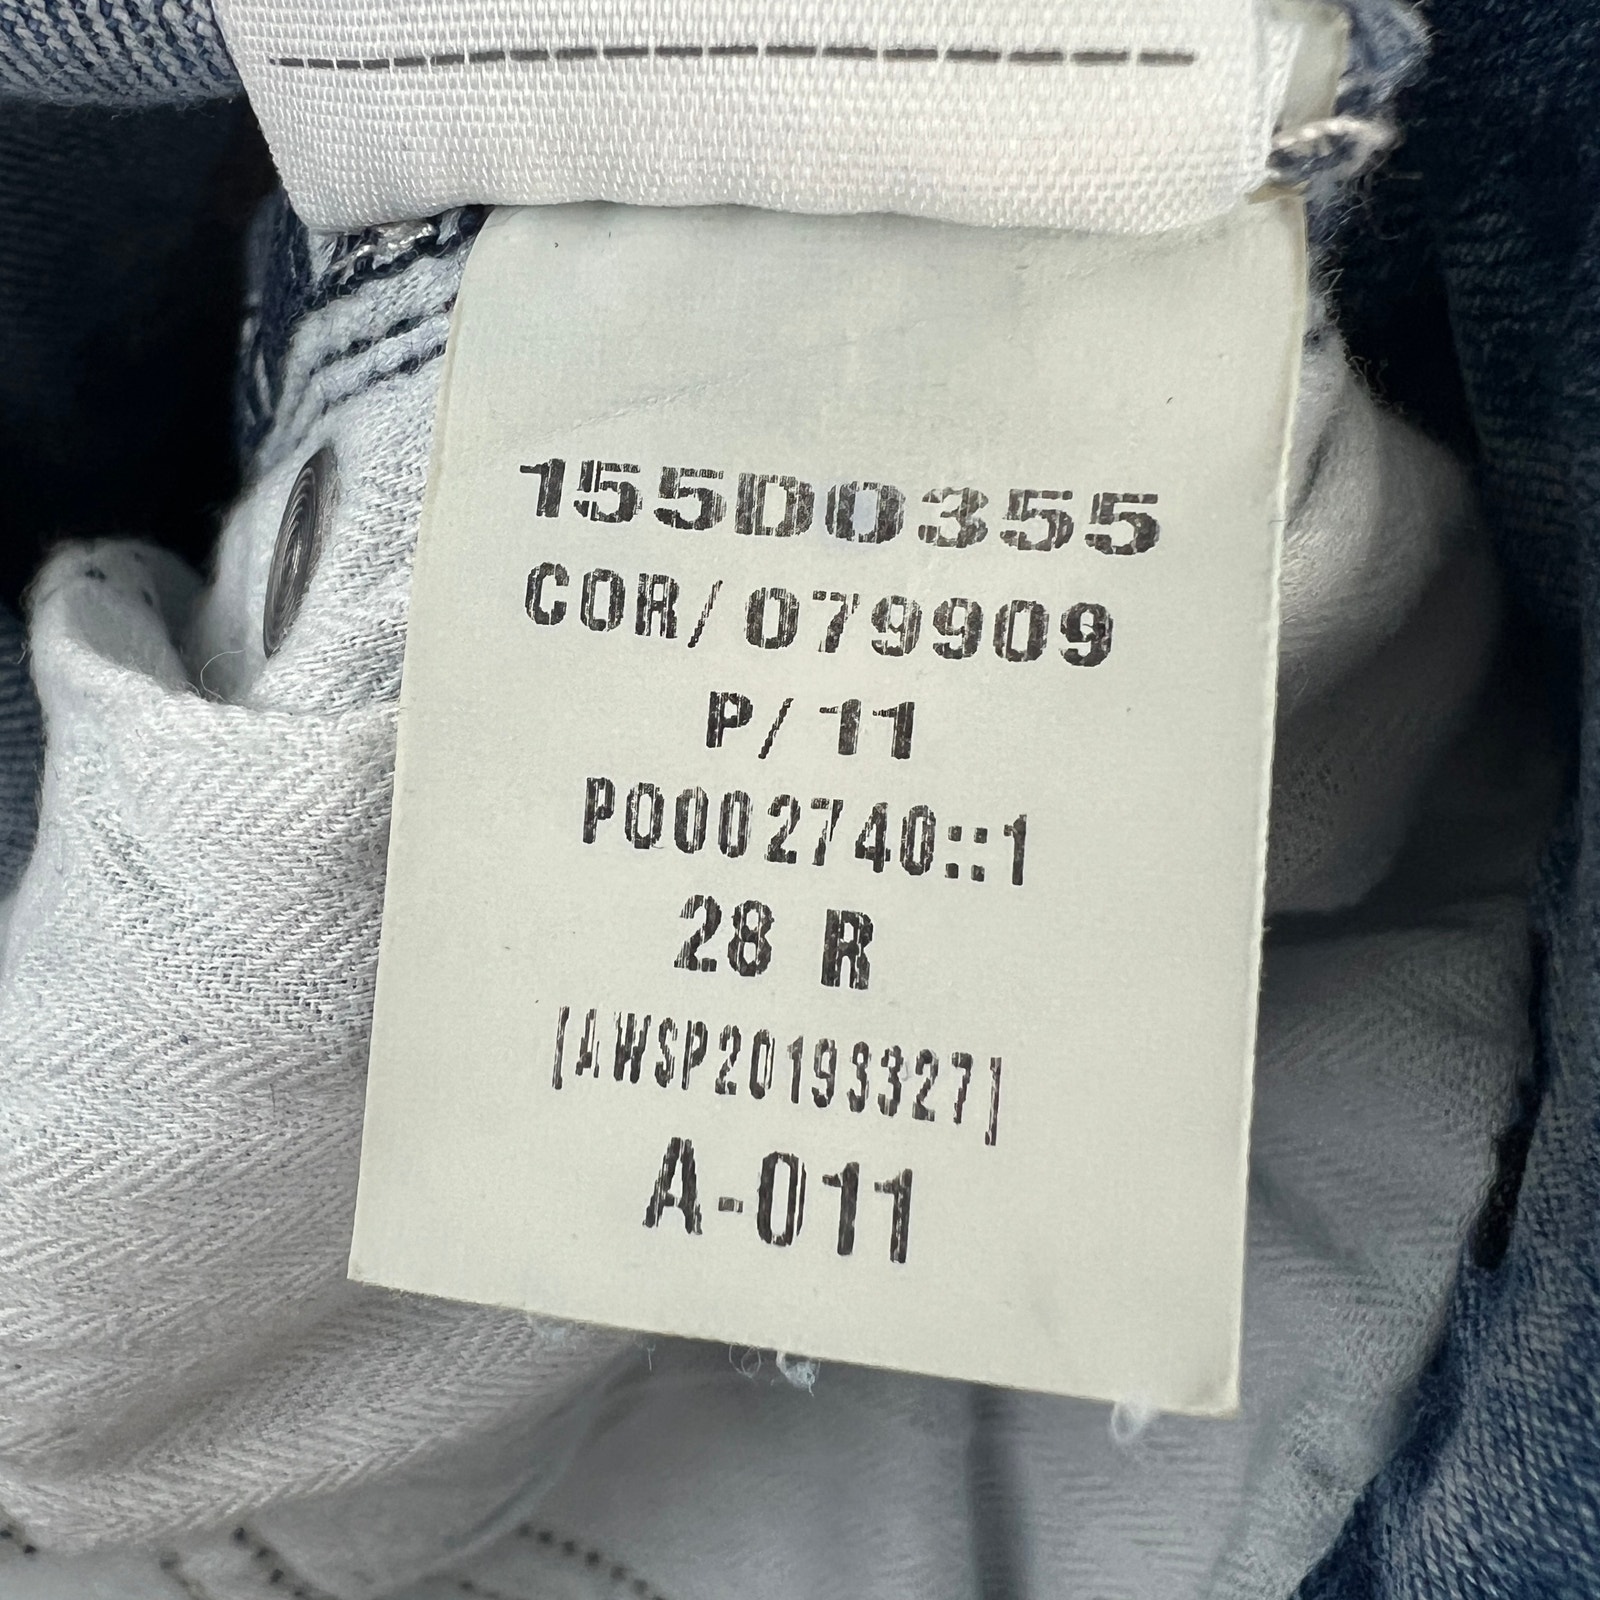 155D0355
COR/079909
P/11
P0002740::1
28 R
[AWSP20193327]
A-011